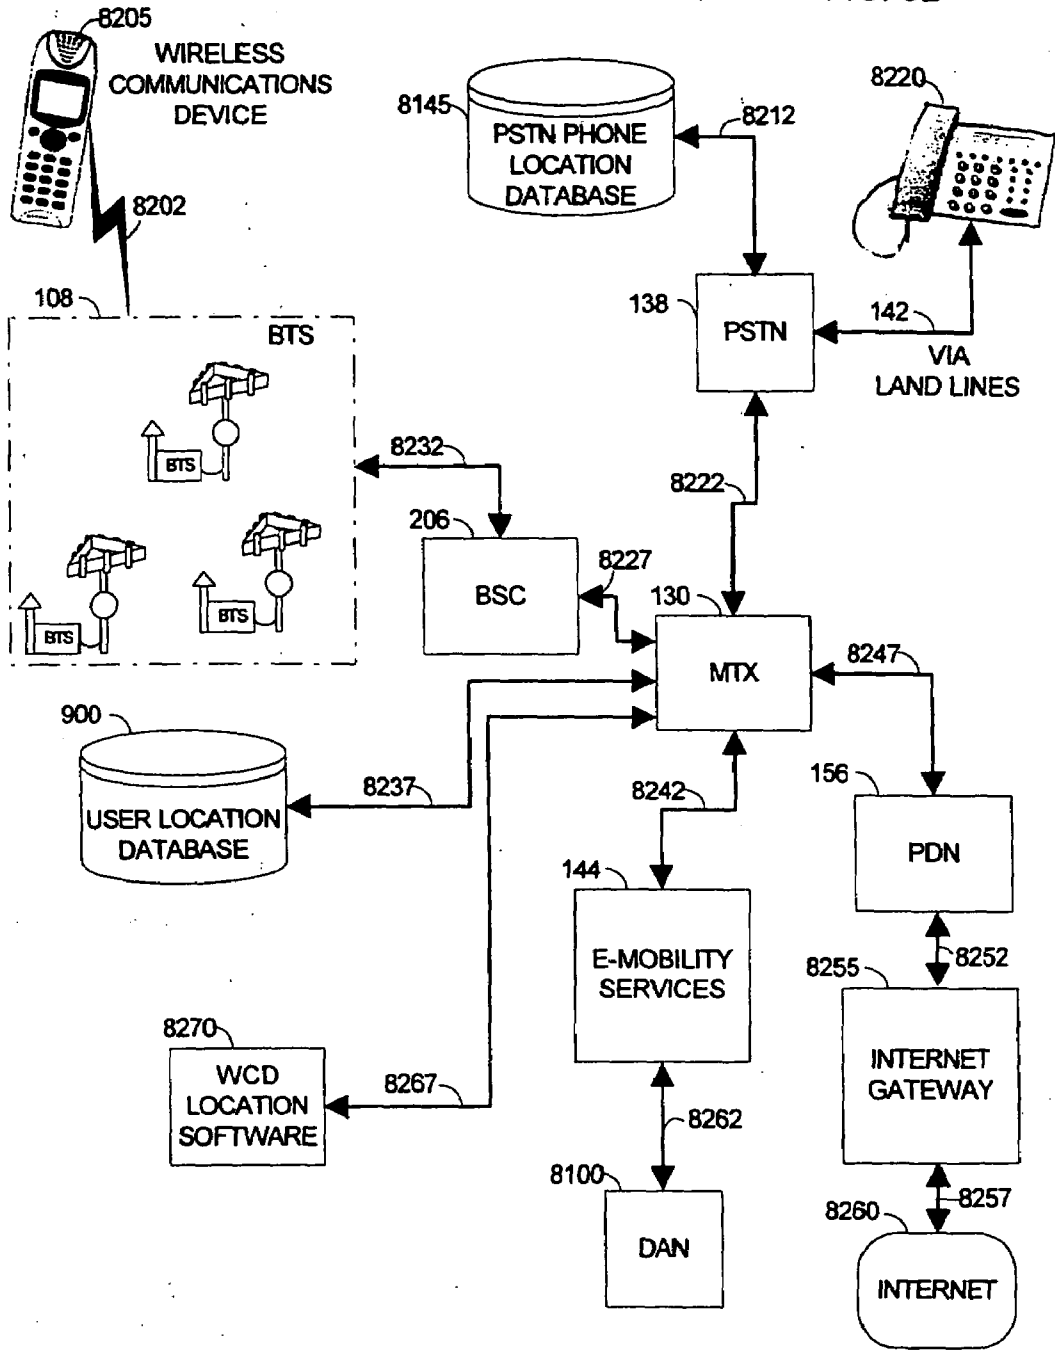 8205
WIRELESS
COMMUNICATIONS
DEVICE
8202
8145
PSTN PHONE
LOCATION
DATABASE
8212
8220
138
PSTN
142
VIA
LAND LINES
108
BTS
BTS
BTS
BTS
8232
206
BSC
8227
8222
130
MTX
8247
900
USER LOCATION
DATABASE
8237
8242
156
PDN
144
E-MOBILITY
SERVICES
8252
8255
INTERNET
GATEWAY
8270
WCD
LOCATION
SOFTWARE
8267
8262
8100
DAN
8257
8260
INTERNET